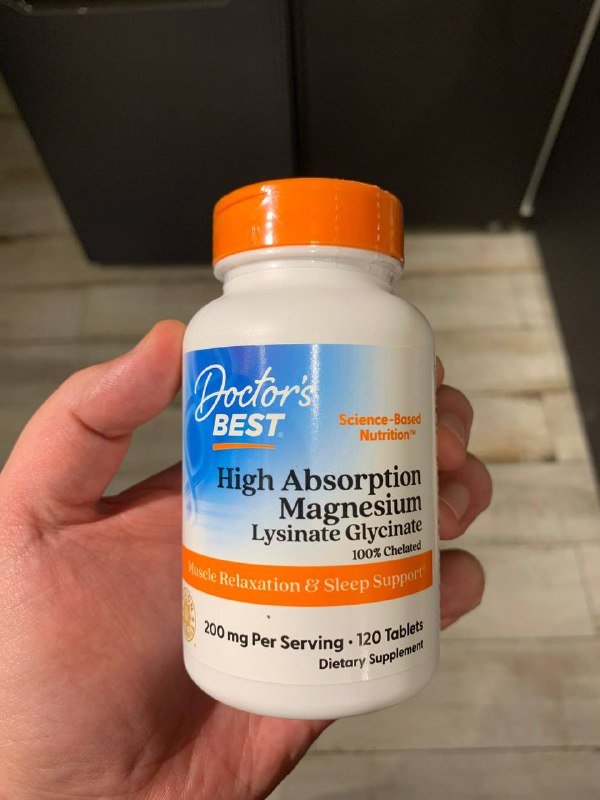 Doctor's
BEST®
Science-Based
Nutrition™
High Absorption
Magnesium
Lysinate Glycinate
100% Chelated
Muscle Relaxation & Sleep Support*
200 mg Per Serving • 120 Tablets
Dietary Supplement